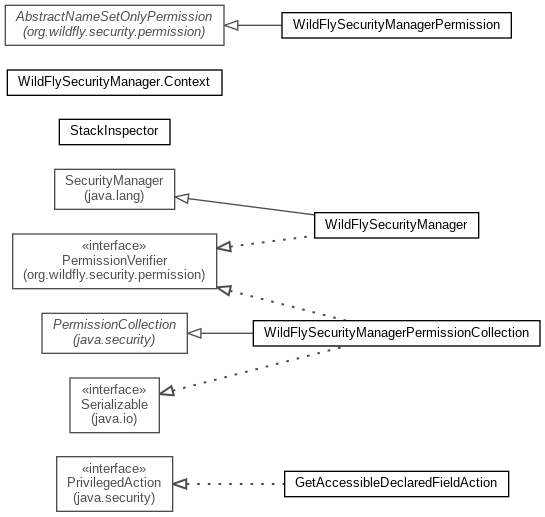 AbstractNameSetOnlyPermission
(org.wildfly.security.permission)
WildFlySecurityManagerPermission
WildFlySecurityManager.Context
StackInspector
SecurityManager
(java.lang)
WildFlySecurityManager
«interface»
PermissionVerifier
(org.wildfly.security.permission)
PermissionCollection
(java.security)
WildFlySecurityManagerPermissionCollection
«interface»
Serializable
(java.io)
«interface»
PrivilegedAction
(java.security)
GetAccessibleDeclaredFieldAction